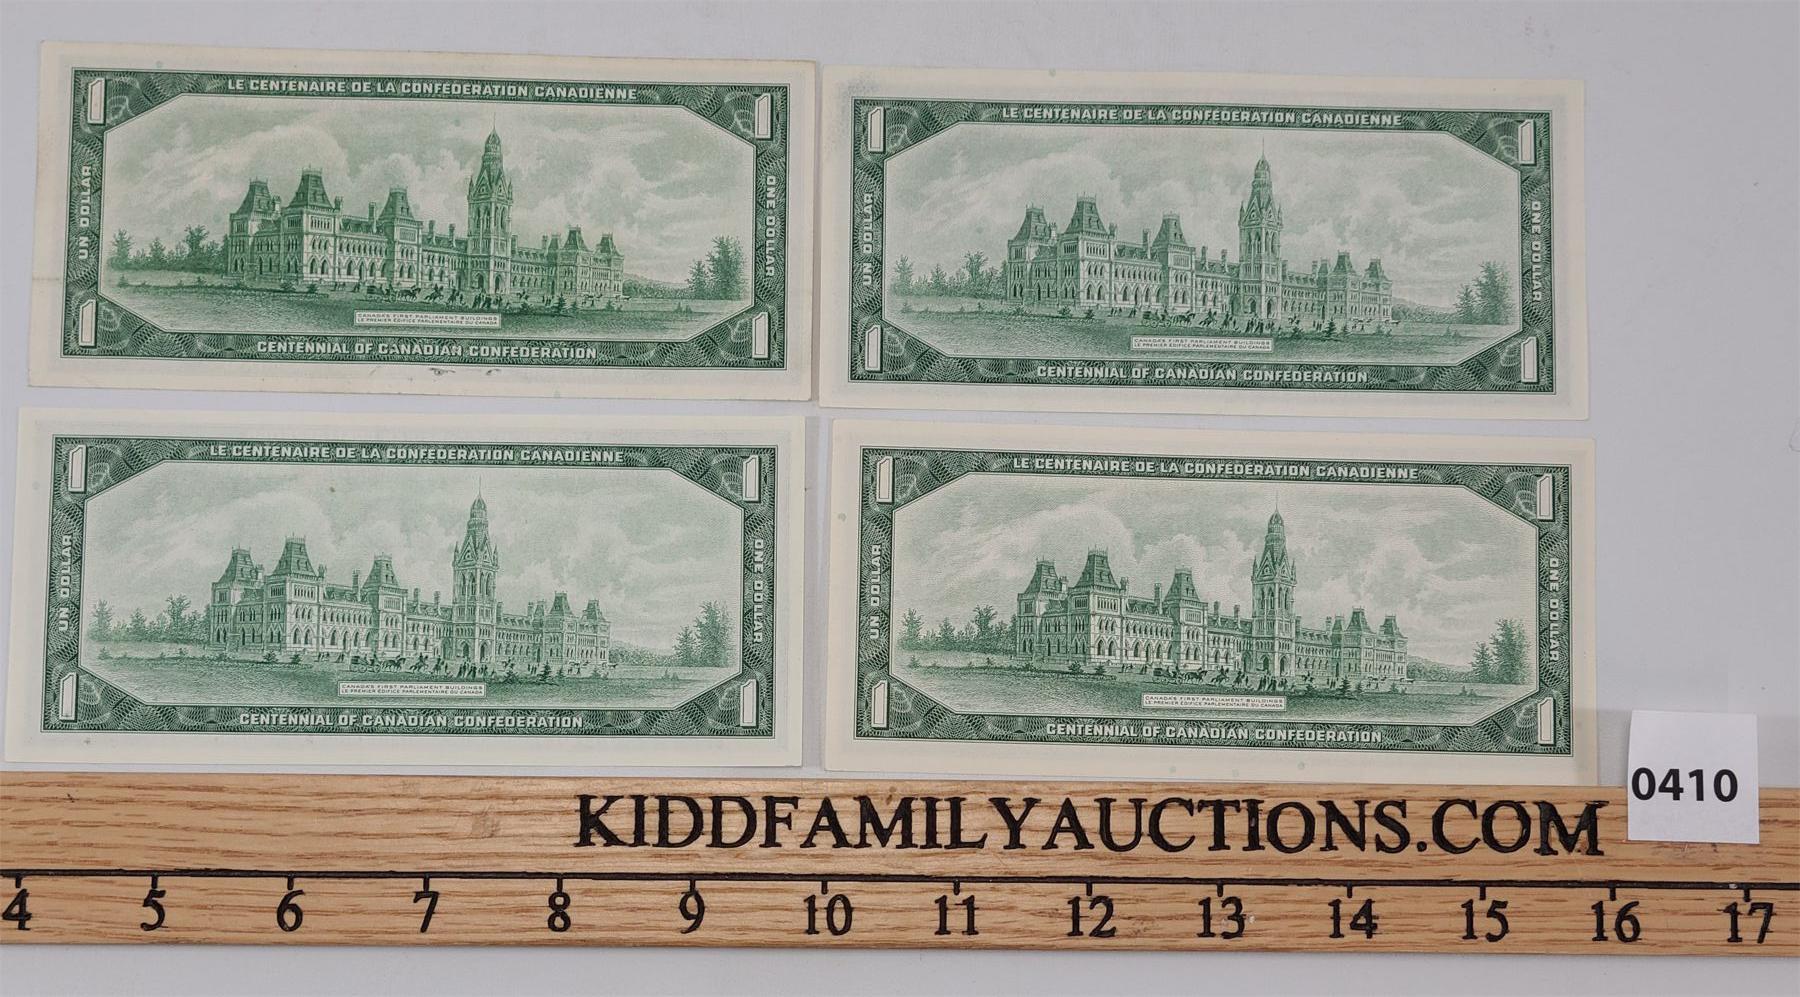 1 LE CENTENAIRE DE LA CONFÉDÉRATION CANADIENNE 1
UN DOLLAR
ONE DOLLAR
CANADA'S FIRST PARLIAMENT BUILDINGS
LE PREMIER ÉDIFICE PARLEMENTAIRE DU CANADA
1 CENTENNIAL OF CANADIAN CONFEDERATION 1
1 LE CENTENAIRE DE LA CONFÉDÉRATION CANADIENNE 1
UN DOLLAR
ONE DOLLAR
CANADA'S FIRST PARLIAMENT BUILDINGS
LE PREMIER ÉDIFICE PARLEMENTAIRE DU CANADA
1 CENTENNIAL OF CANADIAN CONFEDERATION 1
1 LE CENTENAIRE DE LA CONFÉDÉRATION CANADIENNE 1
UN DOLLAR
ONE DOLLAR
CANADA'S FIRST PARLIAMENT BUILDINGS
LE PREMIER ÉDIFICE PARLEMENTAIRE DU CANADA
1 CENTENNIAL OF CANADIAN CONFEDERATION 1
1 LE CENTENAIRE DE LA CONFÉDÉRATION CANADIENNE 1
UN DOLLAR
ONE DOLLAR
CANADA'S FIRST PARLIAMENT BUILDINGS
LE PREMIER ÉDIFICE PARLEMENTAIRE DU CANADA
1 CENTENNIAL OF CANADIAN CONFEDERATION 1
0410
KIDDFAMILYAUCTIONS.COM
4 5 6 7 8 9 10 11 12 13 14 15 16 17